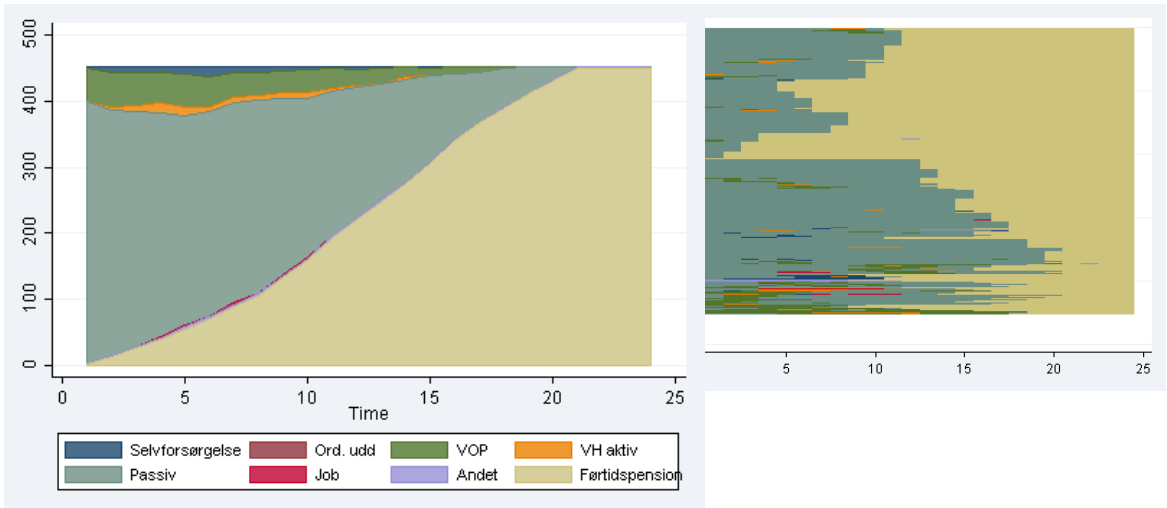 500
400
300
200
100
0
0 5 10 15 20 25
Time
Selvforsørgelse Ord. udd VOP VH aktiv
Passiv Job Andet Førtidspension
5 10 15 20 25